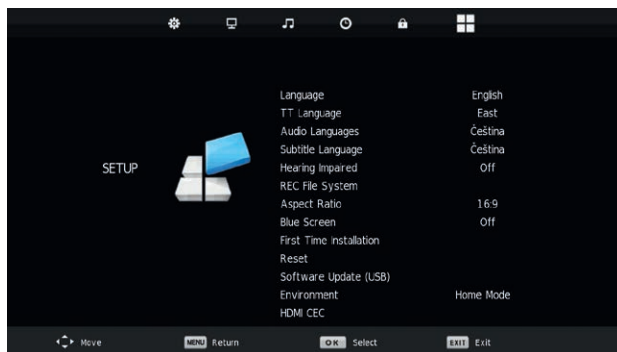 SETUP
Language English
TT Language East
Audio Languages Čeština
Subtitle Language Čeština
Hearing Impaired Off
REC File System
Aspect Ratio 16:9
Blue Screen Off
First Time Installation
Reset
Software Update (USB)
Environment Home Mode
HDMI CEC
Move MENU Return OK Select EXIT Exit